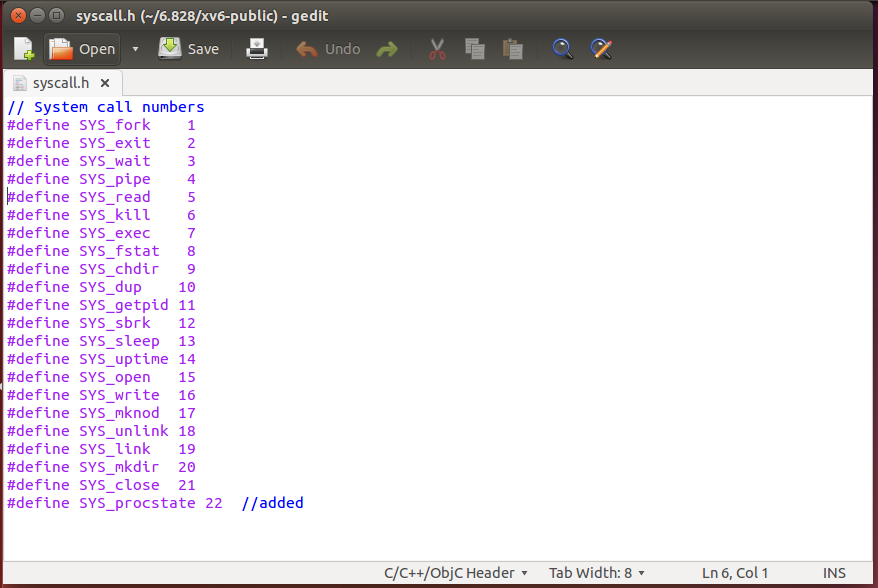 syscall.h (~/6.828/xv6-public) - gedit
Open Save Undo
syscall.h
// System call numbers
#define SYS_fork    1
#define SYS_exit    2
#define SYS_wait    3
#define SYS_pipe    4
#define SYS_read    5
#define SYS_kill    6
#define SYS_exec    7
#define SYS_fstat   8
#define SYS_chdir   9
#define SYS_dup    10
#define SYS_getpid 11
#define SYS_sbrk   12
#define SYS_sleep  13
#define SYS_uptime 14
#define SYS_open   15
#define SYS_write  16
#define SYS_mknod  17
#define SYS_unlink 18
#define SYS_link   19
#define SYS_mkdir  20
#define SYS_close  21
#define SYS_procstate 22  //added
C/C++/ObjC Header Tab Width: 8 Ln 6, Col 1 INS